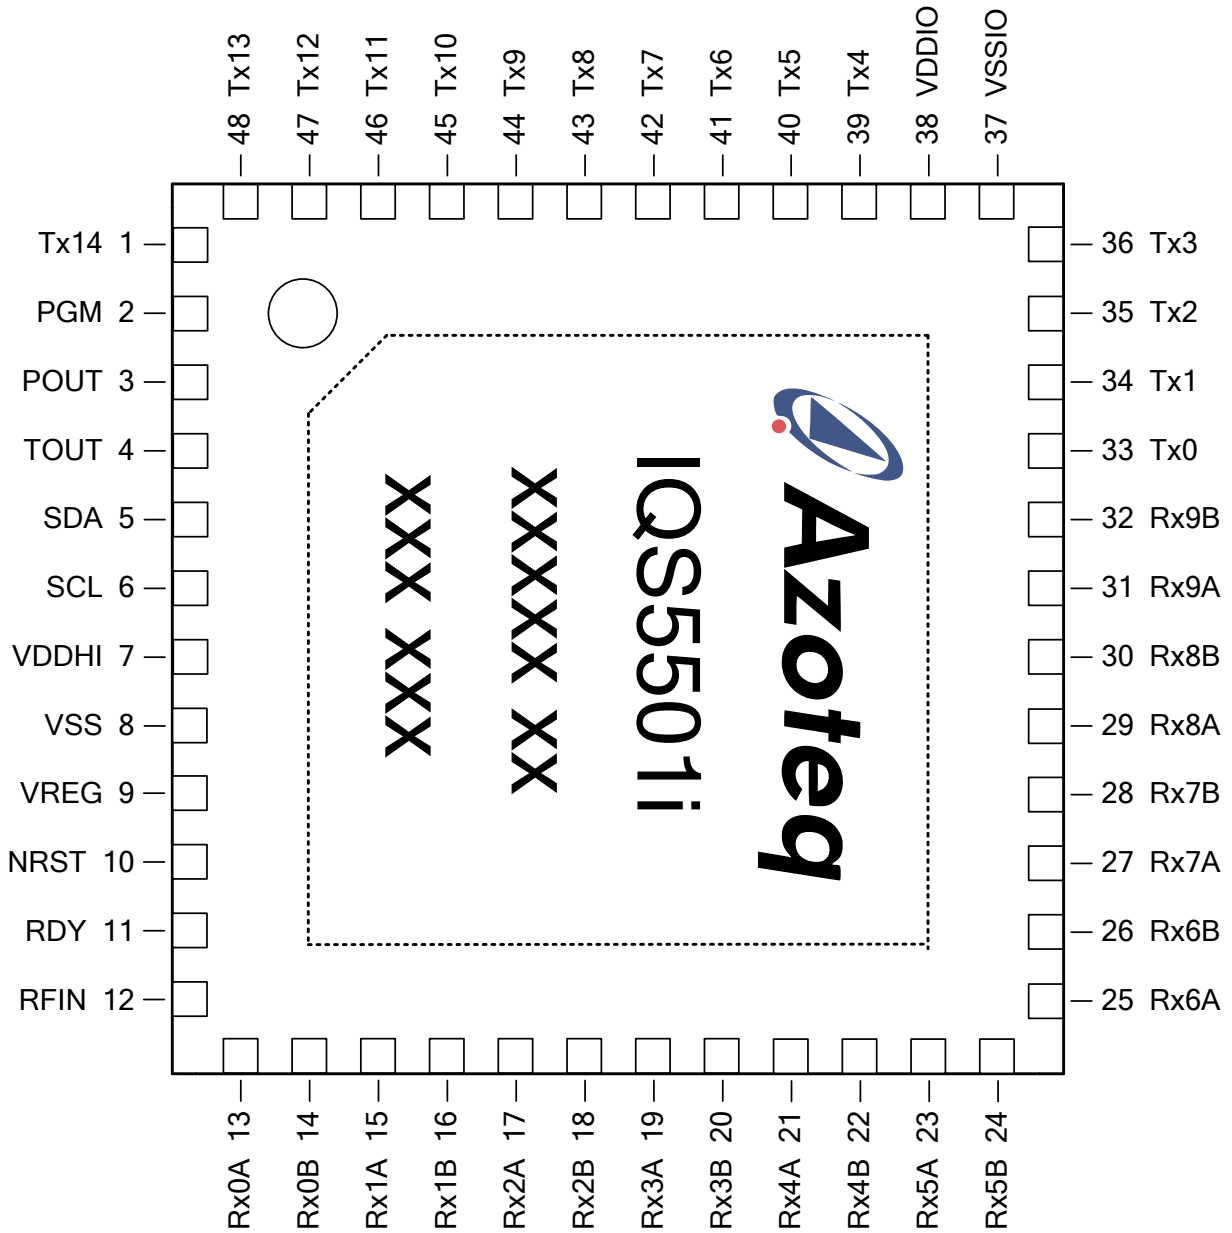 48 Tx13
47 Tx12
46 Tx11
45 Tx10
44 Tx9
43 Tx8
42 Tx7
41 Tx6
40 Tx5
39 Tx4
38 VDDIO
37 VSSIO
Tx14 1
PGM 2
POUT 3
TOUT 4
SDA 5
SCL 6
VDDHI 7
VSS 8
VREG 9
NRST 10
RDY 11
RFIN 12
Azoteq
IQS5501i
XXXXX XX
XXX XXX
36 Tx3
35 Tx2
34 Tx1
33 Tx0
32 Rx9B
31 Rx9A
30 Rx8B
29 Rx8A
28 Rx7B
27 Rx7A
26 Rx6B
25 Rx6A
Rx0A 13
Rx0B 14
Rx1A 15
Rx1B 16
Rx2A 17
Rx2B 18
Rx3A 19
Rx3B 20
Rx4A 21
Rx4B 22
Rx5A 23
Rx5B 24